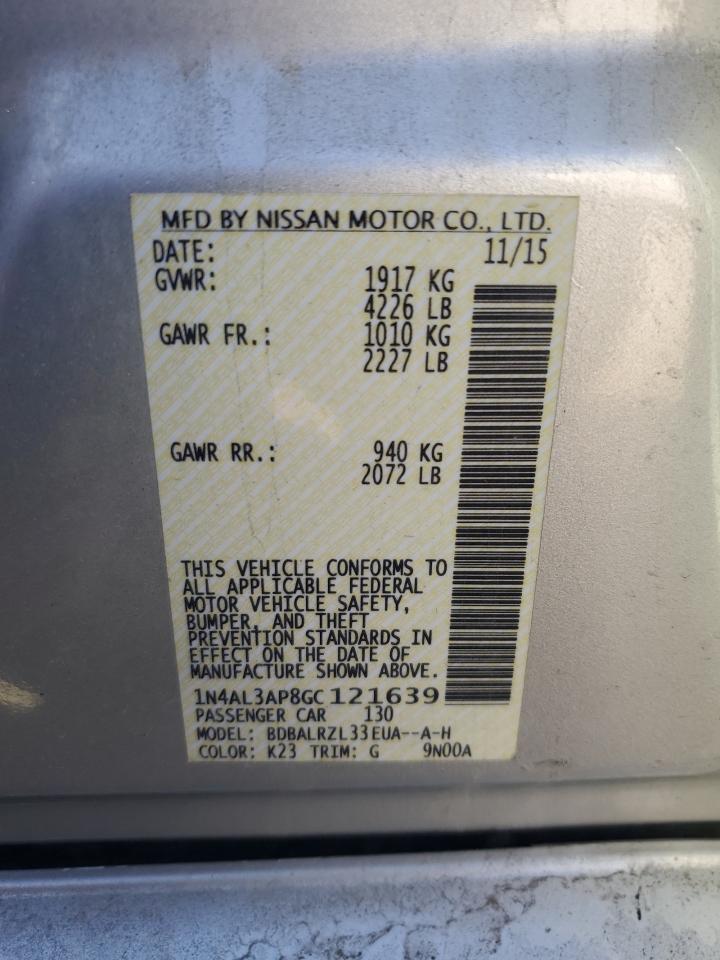 MFD BY NISSAN MOTOR CO., LTD.
DATE: 11/15
GVWR: 1917 KG
4226 LB
GAWR FR.: 1010 KG
2227 LB
GAWR RR.: 940 KG
2072 LB
THIS VEHICLE CONFORMS TO
ALL APPLICABLE FEDERAL
MOTOR VEHICLE SAFETY,
BUMPER, AND THEFT
PREVENTION STANDARDS IN
EFFECT ON THE DATE OF
MANUFACTURE SHOWN ABOVE.
1N4AL3AP8GC121639
PASSENGER CAR 130
MODEL: BDBALRZL33EUA--A-H
COLOR: K23 TRIM: G 9N00A